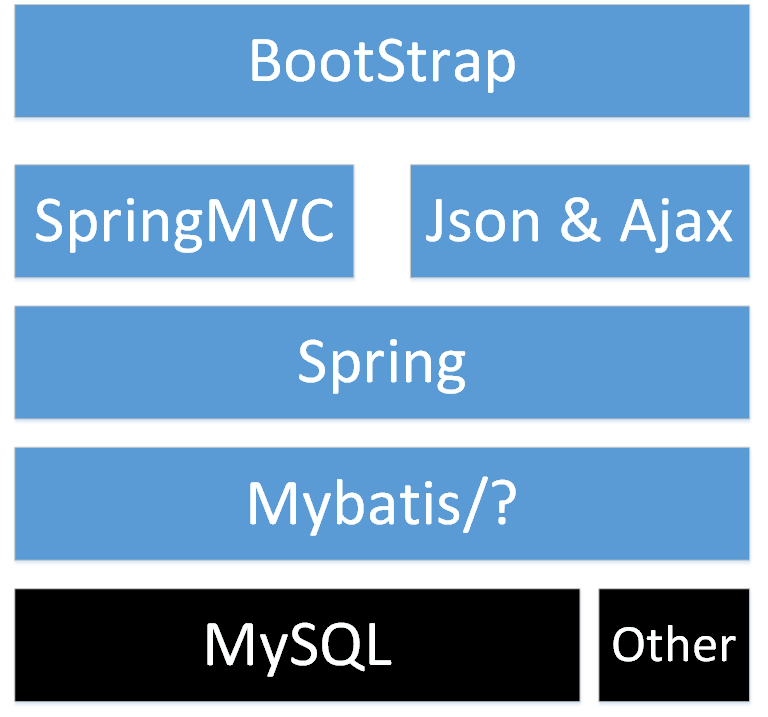 BootStrap
SpringMVC
Json & Ajax
Spring
Mybatis/?
MySQL
Other